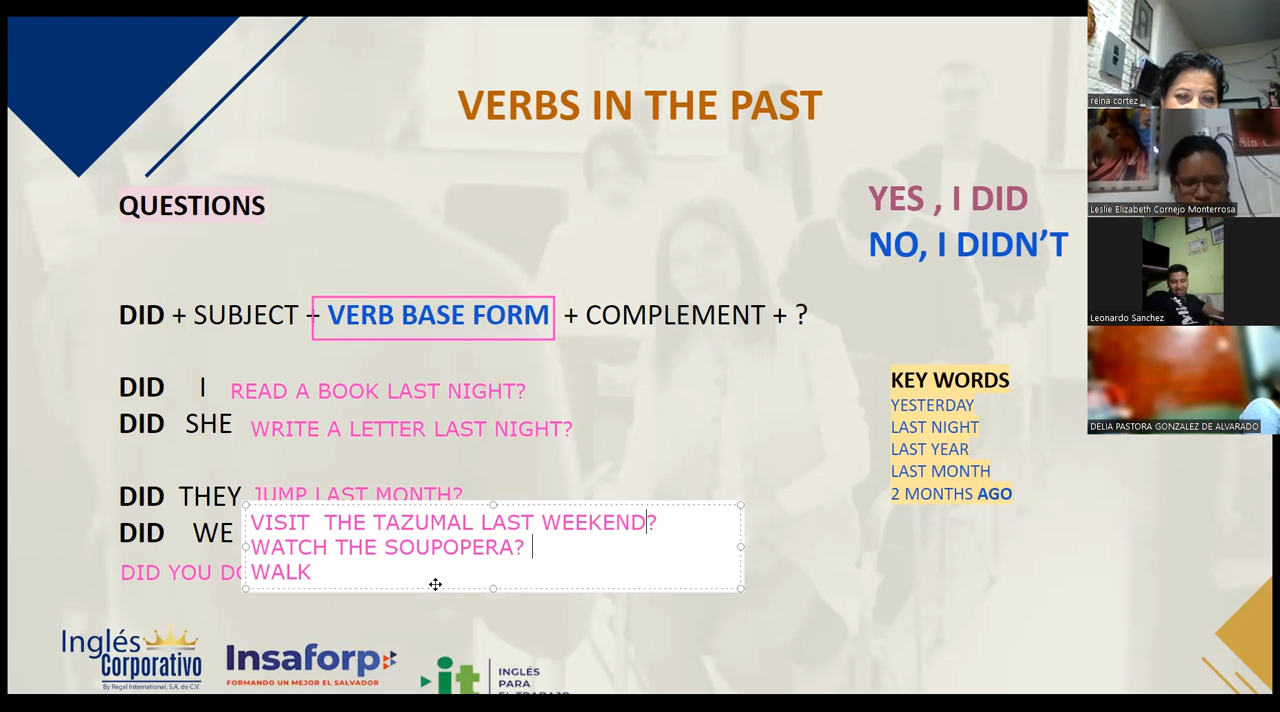 VERBS IN THE PAST
QUESTIONS
YES , I DID
NO, I DIDN’T
DID + SUBJECT + VERB BASE FORM + COMPLEMENT + ?
DID I READ A BOOK LAST NIGHT?
DID SHE WRITE A LETTER LAST NIGHT?
DID THEY JUMP LAST MONTH?
DID WE VISIT THE TAZUMAL LAST WEEKEND?
WATCH THE SOUPOPERA?
DID YOU DO
WALK
KEY WORDS
YESTERDAY
LAST NIGHT
LAST YEAR
LAST MONTH
2 MONTHS AGO
Inglés
Corporativo
By Regal International, S.A. de C.V.
Insaforp
FORMANDO UN MEJOR EL SALVADOR
it
INGLÉS
PARA
EL TRABAJO
reina cortez
Leslie Elizabeth Cornejo Monterrosa
Leonardo Sanchez
DELIA PASTORA GONZALEZ DE ALVARADO